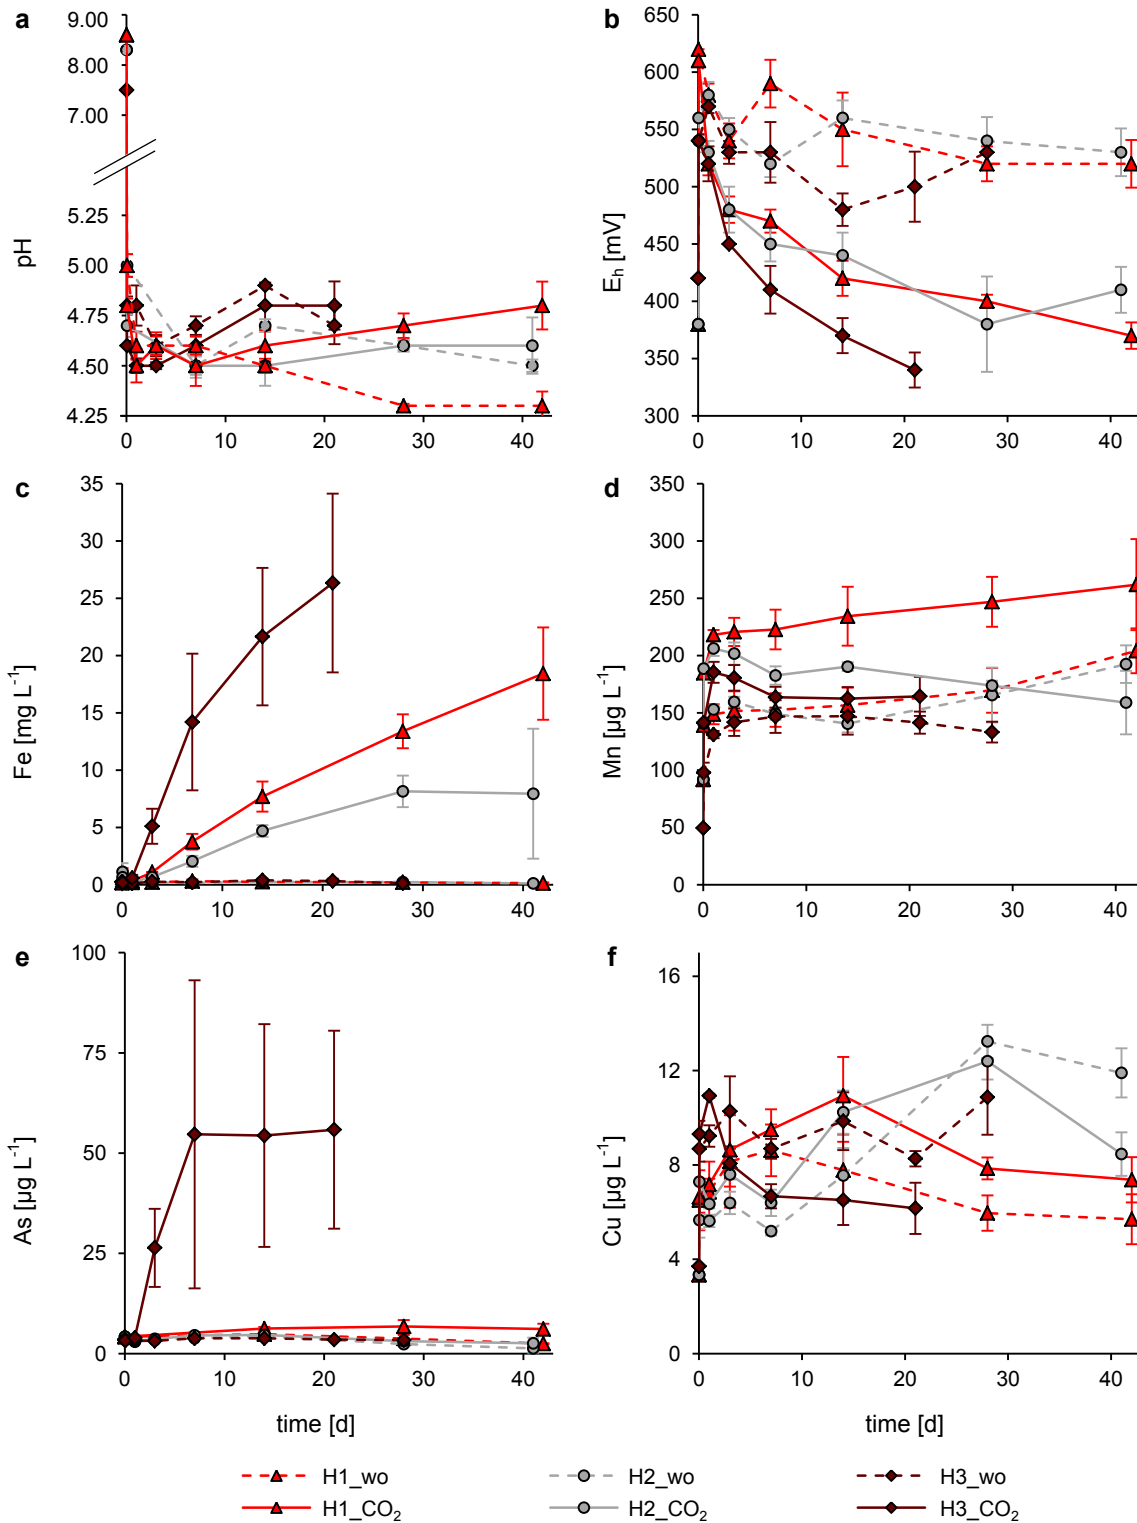 a
9.00
8.00
7.00
5.25
5.00
4.75
4.50
4.25
pH
0 10 20 30 40
b
650
600
550
500
450
400
350
300
Eh [mV]
0 10 20 30 40
c
35
30
25
20
15
10
5
0
Fe [mg L⁻¹]
0 10 20 30 40
d
350
300
250
200
150
100
50
0
Mn [µg L⁻¹]
0 10 20 30 40
e
100
75
50
25
0
As [µg L⁻¹]
0 10 20 30 40
time [d]
f
16
12
8
4
0
Cu [µg L⁻¹]
0 10 20 30 40
time [d]
H1_wo H2_wo H3_wo
H1_CO₂ H2_CO₂ H3_CO₂